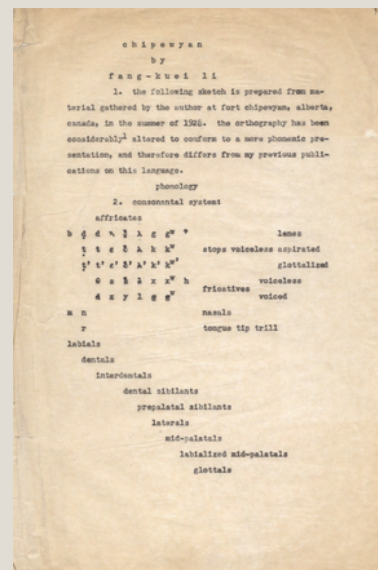 chipewyan
by
fang-kuei li
1. the following sketch is prepared from ma-
terial gathered by the author at fort chipewyan, alberta,
canada, in the summer of 1928. the orthography has been
considerably1 altered to conform to a more phonemic pre-
sentation, and therefore differs from my previous publi-
cations on this language.
phonology
2. consonantal system:
affricates
lenes
stops voiceless aspirated
glottalized
voiceless
fricatives
voiced
m n nasals
r tongue tip trill
labials
dentals
interdentals
dental sibilants
prepalatal sibilants
laterals
mid-palatals
labialized mid-palatals
glottals